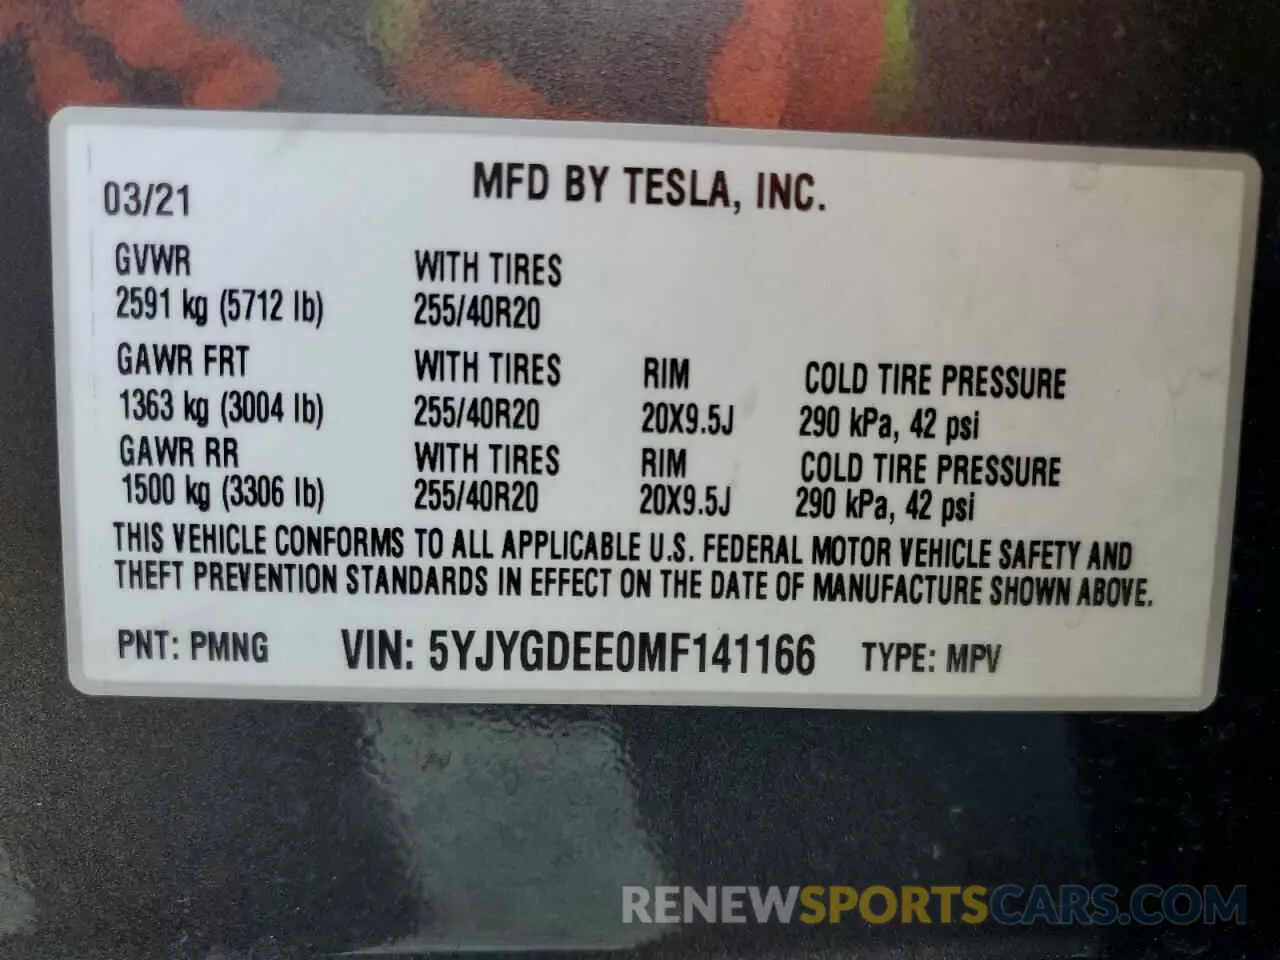 03/21 MFD BY TESLA, INC.
GVWR WITH TIRES
2591 kg (5712 lb) 255/40R20
GAWR FRT WITH TIRES RIM COLD TIRE PRESSURE
1363 kg (3004 lb) 255/40R20 20X9.5J 290 kPa, 42 psi
GAWR RR WITH TIRES RIM COLD TIRE PRESSURE
1500 kg (3306 lb) 255/40R20 20X9.5J 290 kPa, 42 psi
THIS VEHICLE CONFORMS TO ALL APPLICABLE U.S. FEDERAL MOTOR VEHICLE SAFETY AND
THEFT PREVENTION STANDARDS IN EFFECT ON THE DATE OF MANUFACTURE SHOWN ABOVE.
PNT: PMNG VIN: 5YJYGDEE0MF141166 TYPE: MPV
RENEWSPORTSCARS.COM